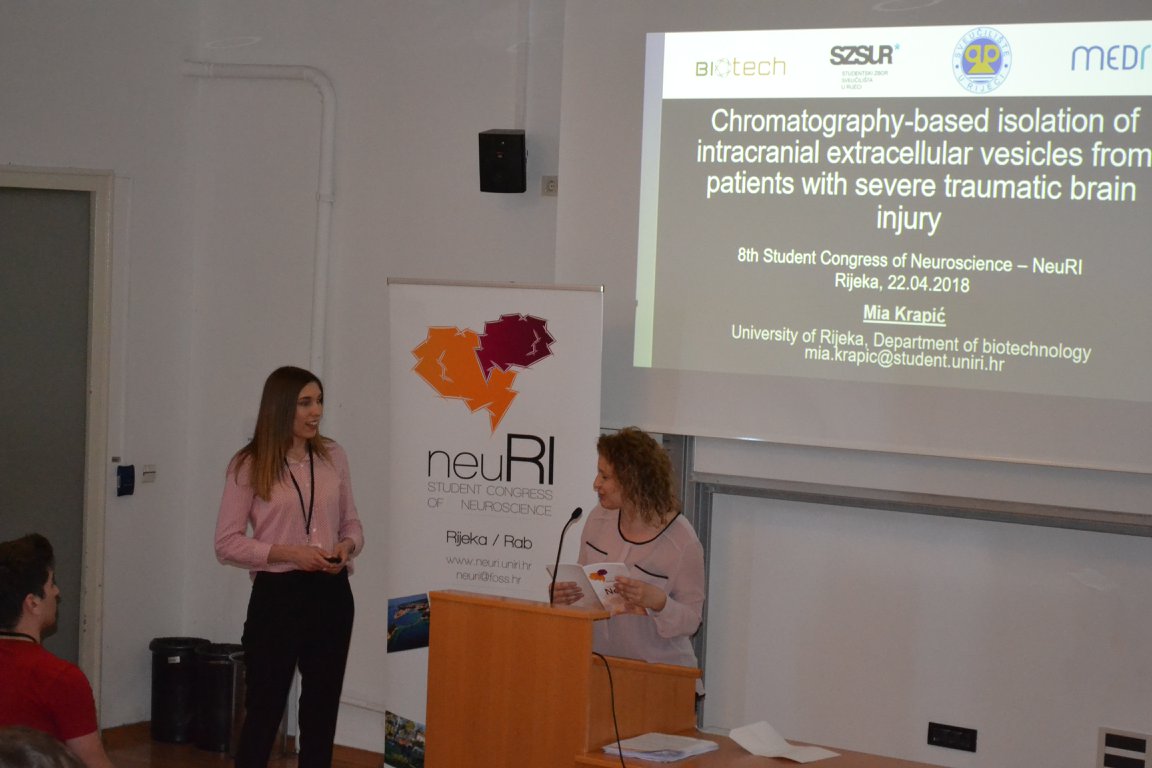 BIOtech
SZSUR*
STUDENTSKI ZBOR
SVEUČILIŠTA
U RIJECI
SVEUČILIŠTE
U RIJECI
Chromatography-based isolation of
intracranial extracellular vesicles from
patients with severe traumatic brain
injury
8th Student Congress of Neuroscience – NeuRI
Rijeka, 22.04.2018
Mia Krapić
University of Rijeka, Department of biotechnology
mia.krapic@student.uniri.hr
neuRI
STUDENT CONGRESS
OF NEUROSCIENCE
Rijeka / Rab
www.neuri.uniri.hr
neuri@foss.hr